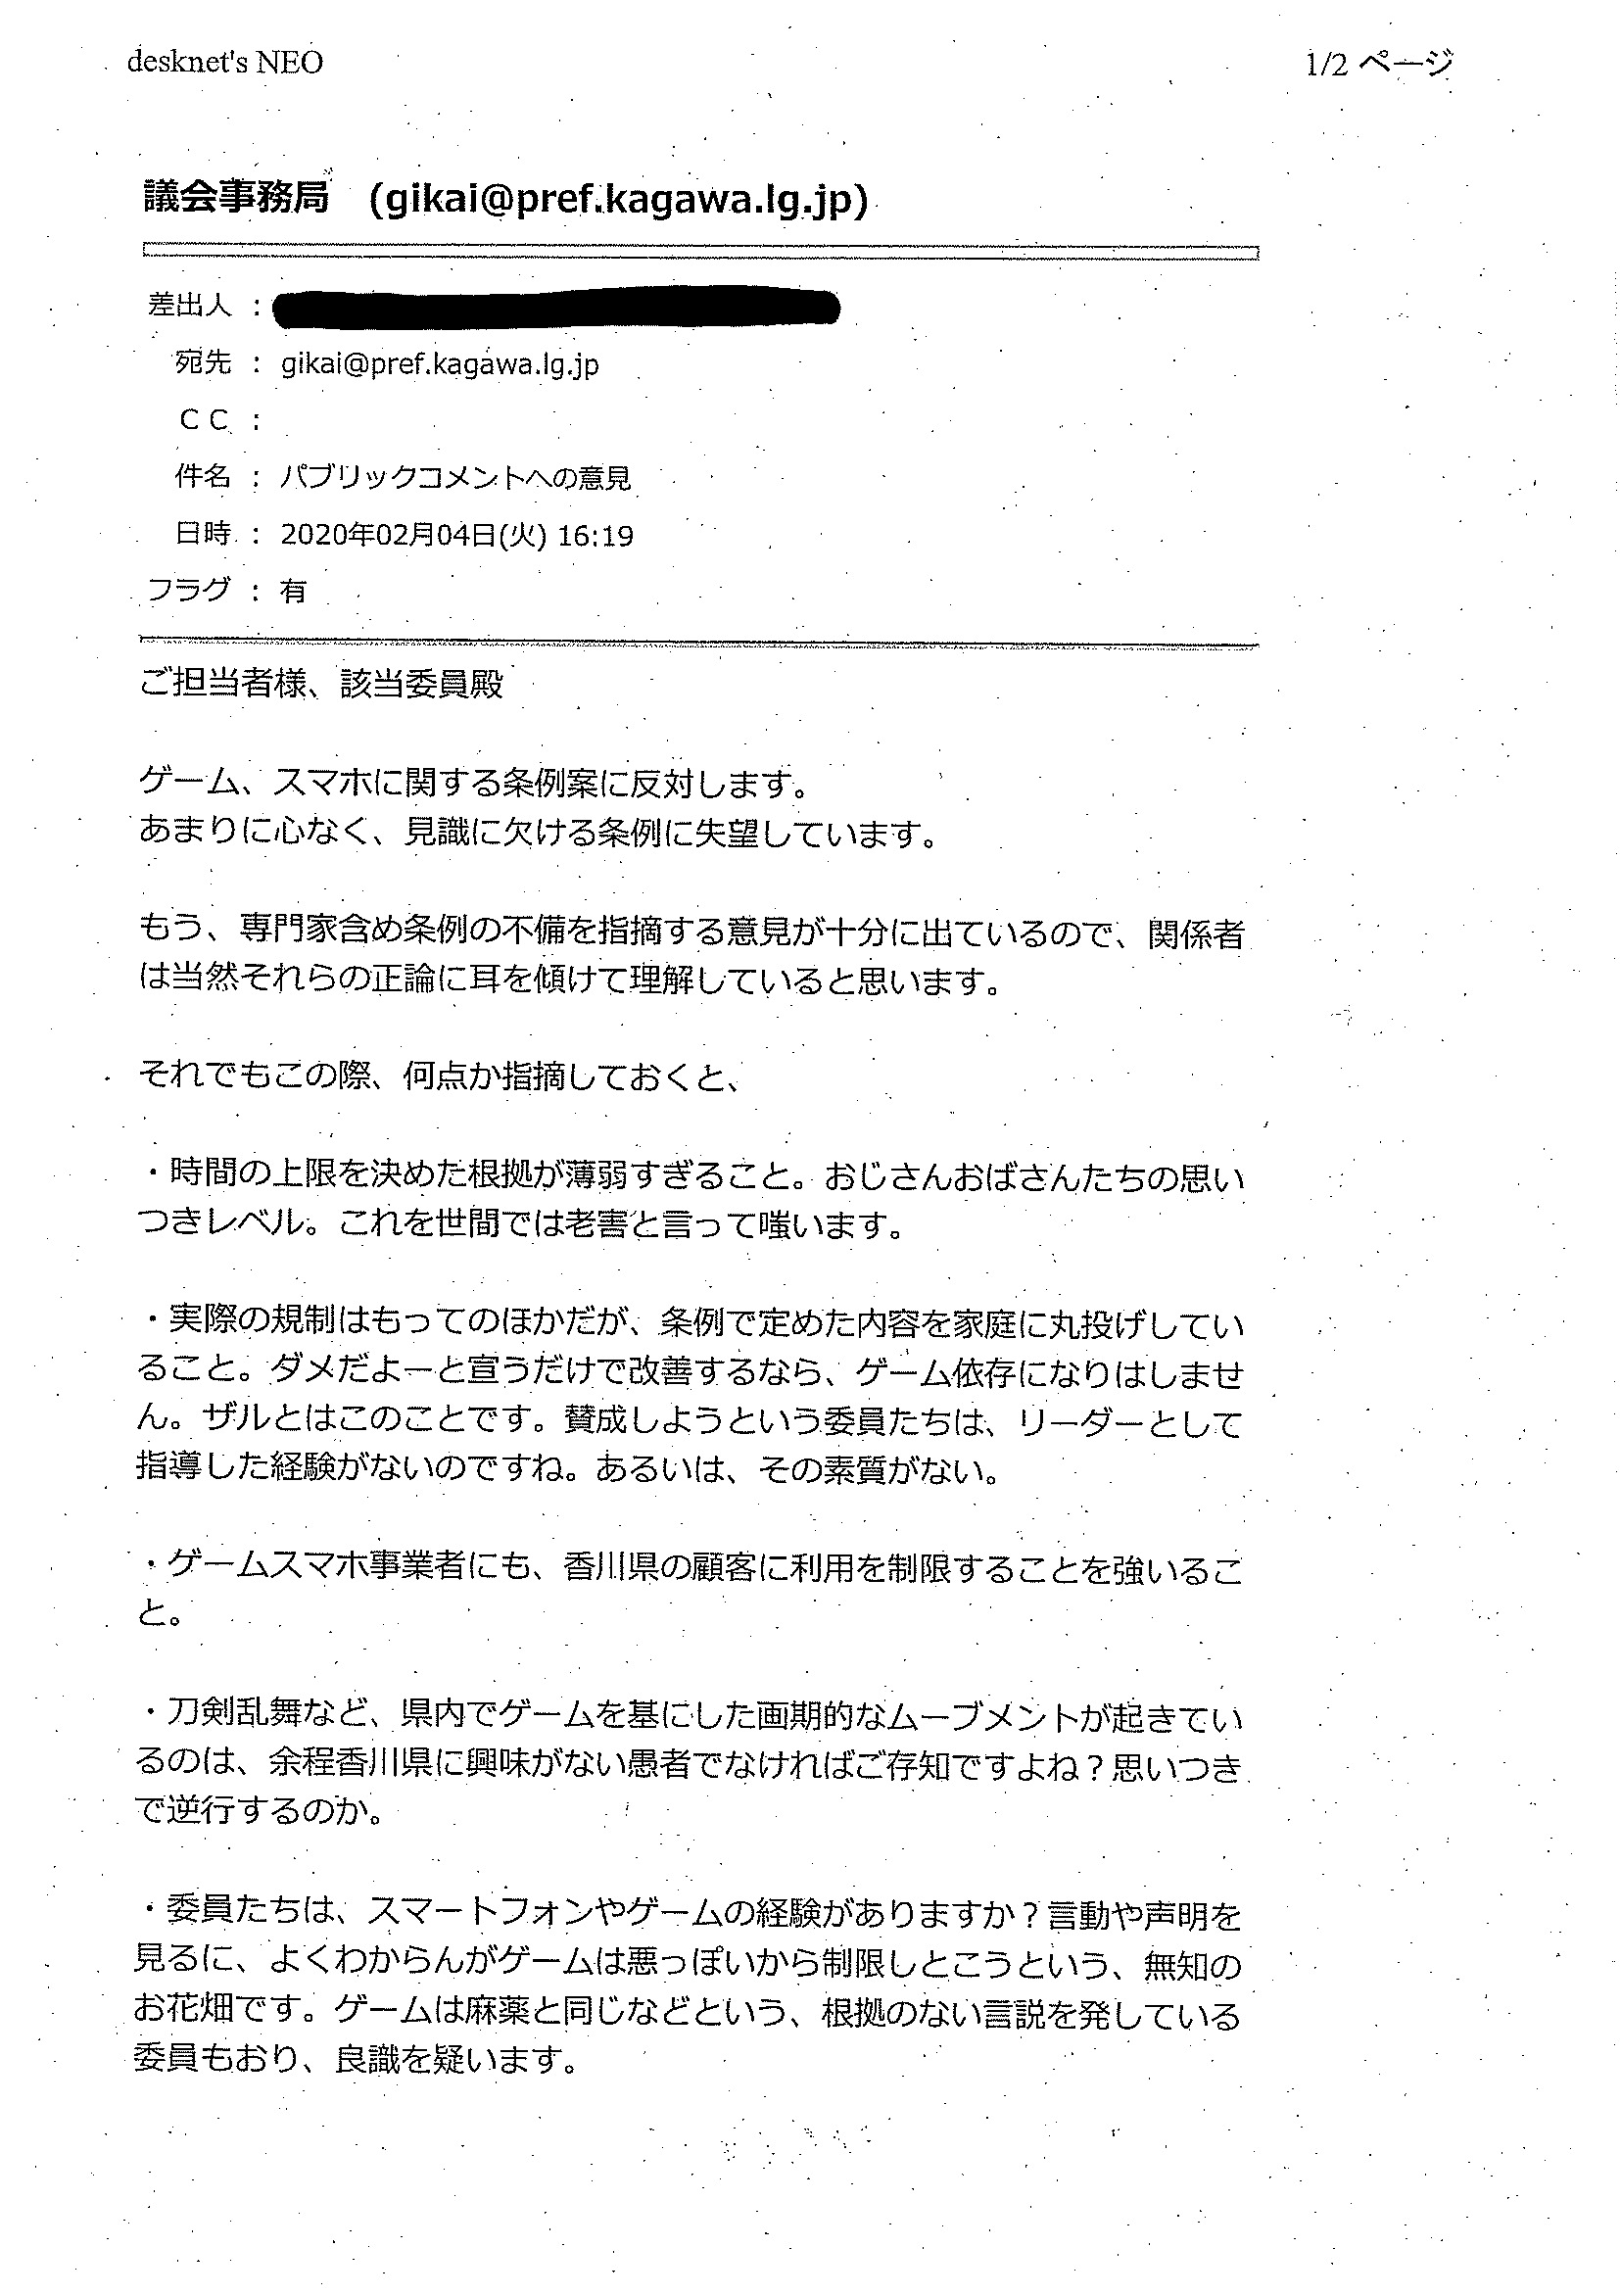 desknet's NEO
1/2 ページ
議会事務局 (gikai@pref.kagawa.lg.jp)
差出人 :
宛先 : gikai@pref.kagawa.lg.jp
ＣＣ :
件名 : パブリックコメントへの意見
日時 : 2020年02月04日(火) 16:19
フラグ : 有
ご担当者様、該当委員殿
ゲーム、スマホに関する条例案に反対します。
あまりに心なく、見識に欠ける条例に失望しています。
もう、専門家含め条例の不備を指摘する意見が十分に出ているので、関係者
は当然それらの正論に耳を傾けて理解していると思います。
それでもこの際、何点か指摘しておくと、
・時間の上限を決めた根拠が薄弱すぎること。おじさんおばさんたちの思い
つきレベル。これを世間では老害と言って嗤います。
・実際の規制はもってのほかだが、条例で定めた内容を家庭に丸投げしてい
ること。ダメだよーと宣うだけで改善するなら、ゲーム依存になりはしませ
ん。ザルとはこのことです。賛成しようという委員たちは、リーダーとして
指導した経験がないのですね。あるいは、その素質がない。
・ゲームスマホ事業者にも、香川県の顧客に利用を制限することを強いるこ
と。
・刀剣乱舞など、県内でゲームを基にした画期的なムーブメントが起きてい
るのは、余程香川県に興味がない愚者でなければご存知ですよね？思いつき
で逆行するのか。
・委員たちは、スマートフォンやゲームの経験がありますか？言動や声明を
見るに、よくわからんがゲームは悪っぽいから制限しとこうという、無知の
お花畑です。ゲームは麻薬と同じなどという、根拠のない言説を発している
委員もおり、良識を疑います。